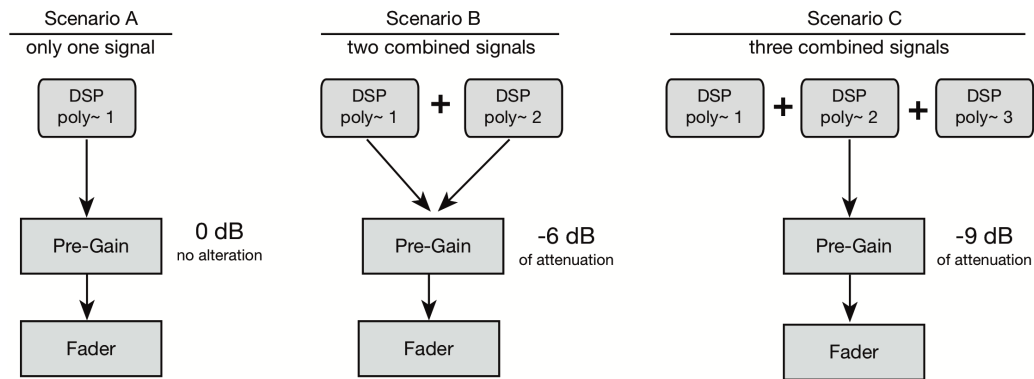 Scenario A
only one signal
DSP
poly~ 1
Pre-Gain
0 dB
no alteration
Fader
Scenario B
two combined signals
DSP
poly~ 1
+
DSP
poly~ 2
Pre-Gain
-6 dB
of attenuation
Fader
Scenario C
three combined signals
DSP
poly~ 1
+
DSP
poly~ 2
+
DSP
poly~ 3
Pre-Gain
-9 dB
of attenuation
Fader